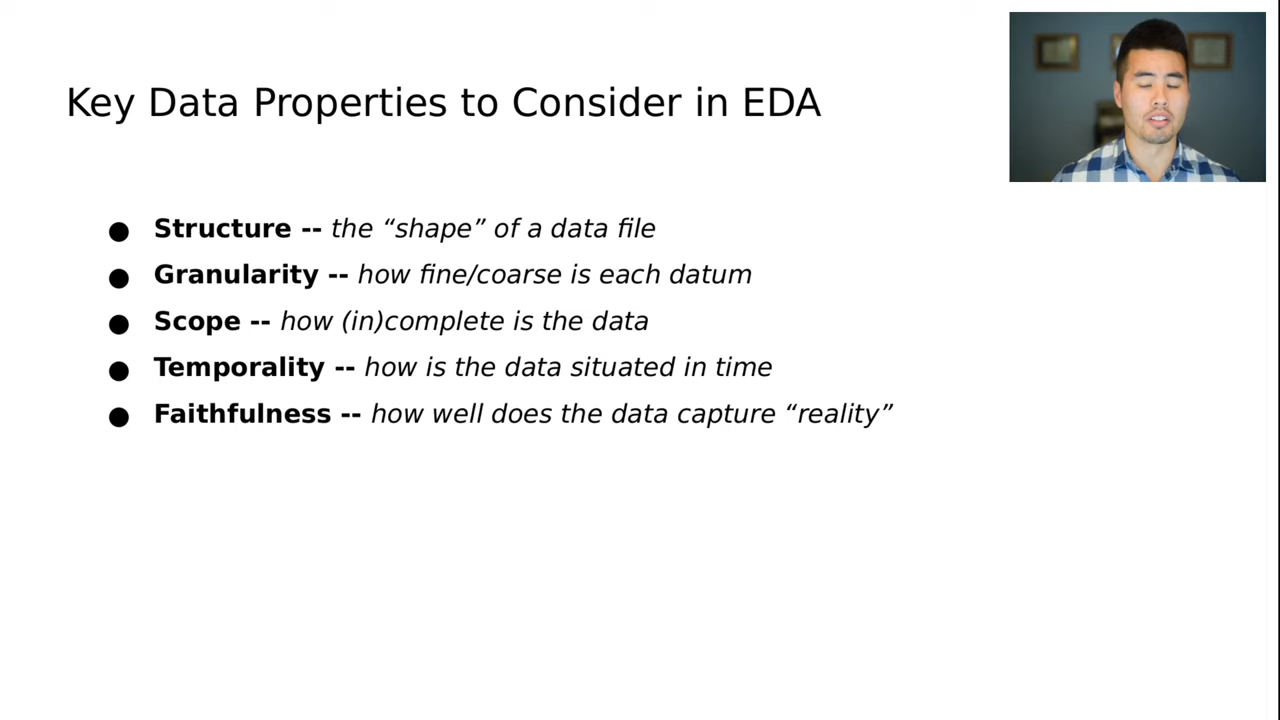 Key Data Properties to Consider in EDA
● Structure -- the “shape” of a data file
● Granularity -- how fine/coarse is each datum
● Scope -- how (in)complete is the data
● Temporality -- how is the data situated in time
● Faithfulness -- how well does the data capture “reality”